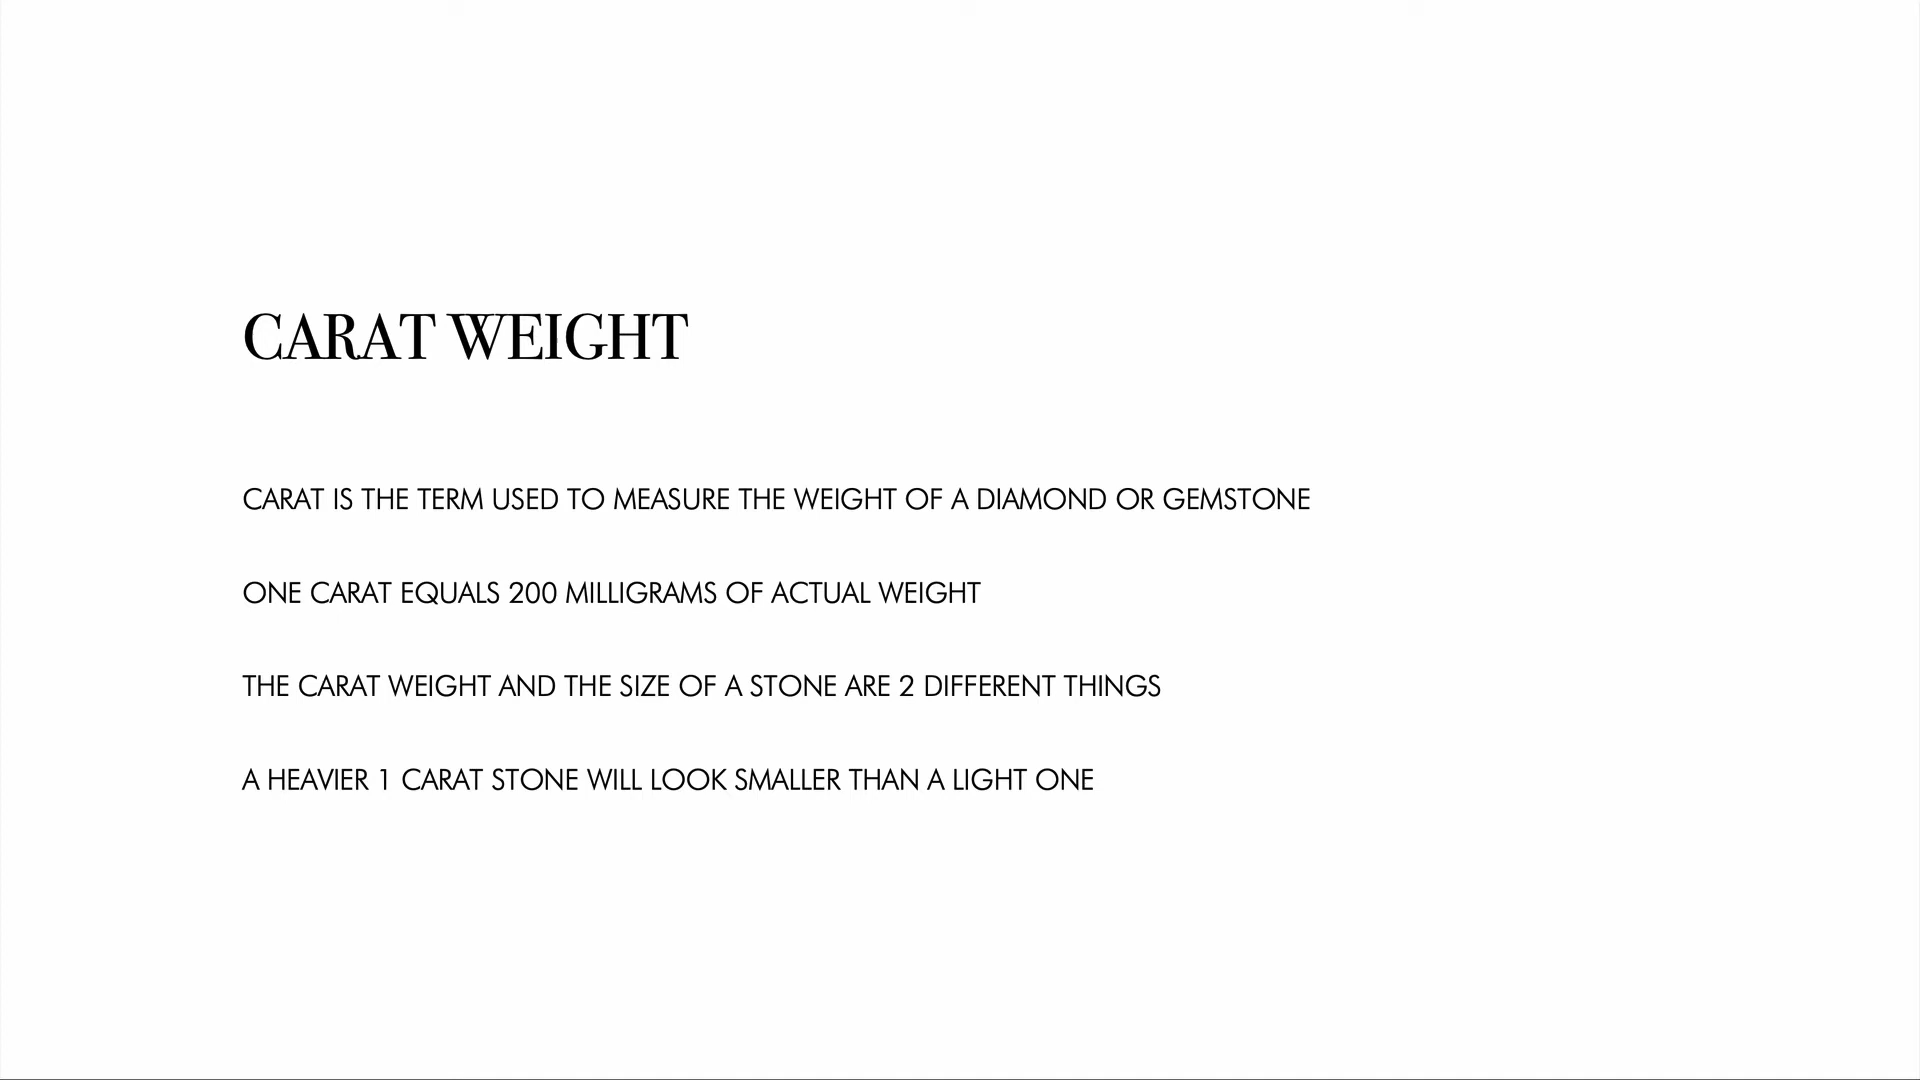 CARAT WEIGHT
CARAT IS THE TERM USED TO MEASURE THE WEIGHT OF A DIAMOND OR GEMSTONE
ONE CARAT EQUALS 200 MILLIGRAMS OF ACTUAL WEIGHT
THE CARAT WEIGHT AND THE SIZE OF A STONE ARE 2 DIFFERENT THINGS
A HEAVIER 1 CARAT STONE WILL LOOK SMALLER THAN A LIGHT ONE